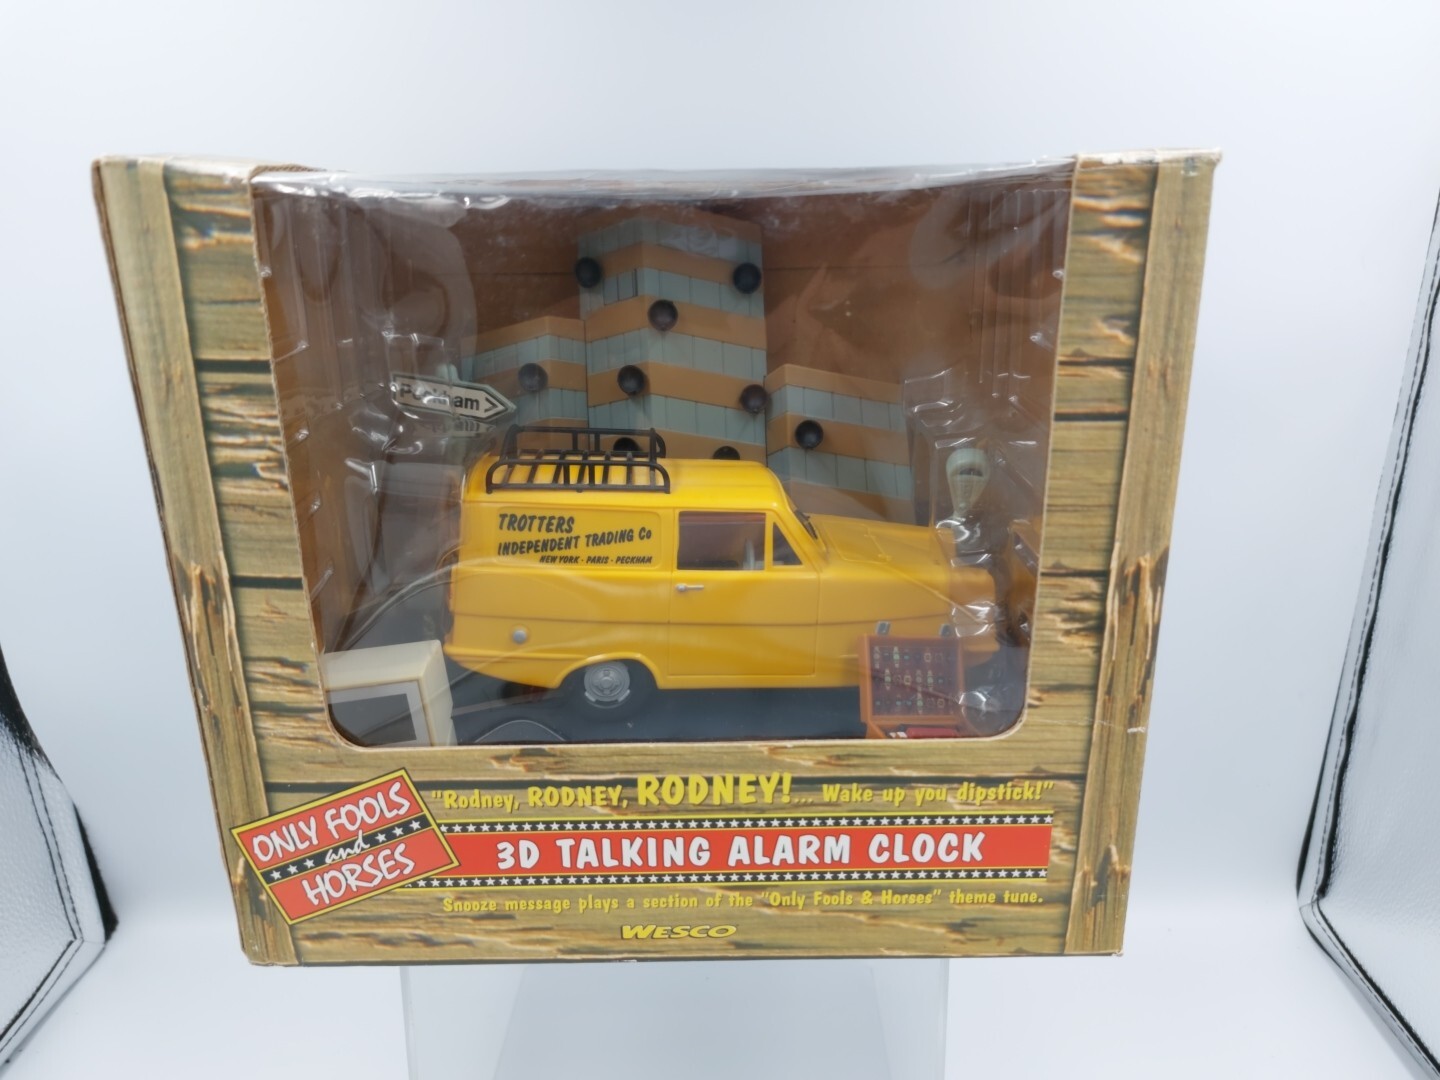 Peckham
TROTTERS
INDEPENDENT TRADING Co
NEW YORK - PARIS - PECKHAM
"Rodney, RODNEY, RODNEY!... Wake up you dipstick!"
ONLY FOOLS
and
HORSES
3D TALKING ALARM CLOCK
Snooze message plays a section of the "Only Fools & Horses" theme tune.
WESCO